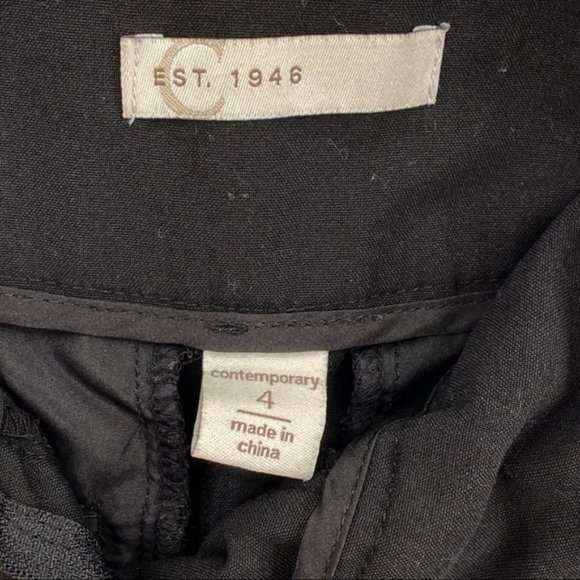 C
EST. 1946
contemporary
4
made in
china